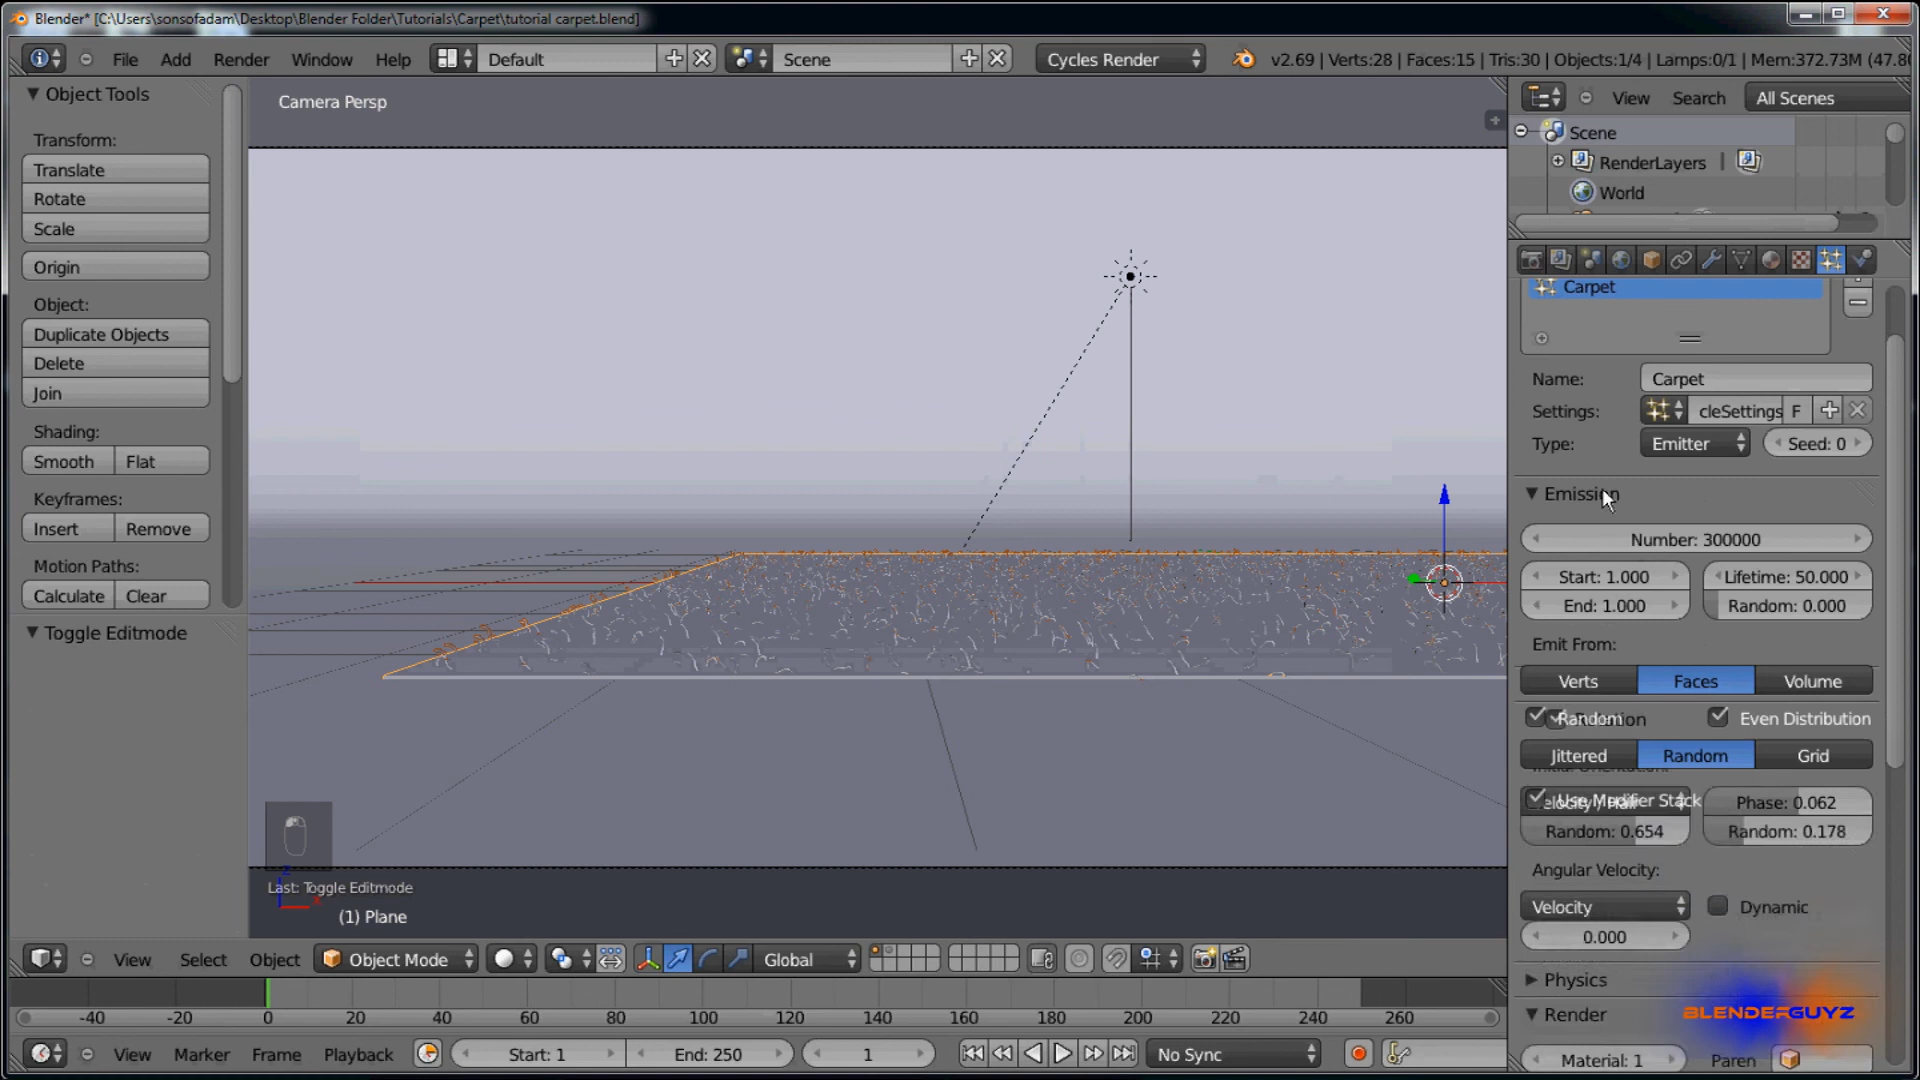 Blender* [C:\Users\sonsofadam\Desktop\Blender Folder\Tutorials\Carpet\tutorial carpet.blend]
File Add Render Window Help Default Scene Cycles Render v2.69 | Verts:28 | Faces:15 | Tris:30 | Objects:1/4 | Lamps:0/1 | Mem:372.73M (47.8
Object Tools
Transform:
Translate
Rotate
Scale
Origin
Object:
Duplicate Objects
Delete
Join
Shading:
Smooth Flat
Keyframes:
Insert Remove
Motion Paths:
Calculate Clear
Toggle Editmode
Camera Persp
Last: Toggle Editmode
(1) Plane
View Select Object Object Mode Global
-40 -20 0 20 40 60 80 100 120 140 160 180 200 220 240 260
View Marker Frame Playback Start: 1 End: 250 1 No Sync
View Search All Scenes
Scene
RenderLayers
World
Carpet
Name: Carpet
Settings: cleSettings F
Type: Emitter Seed: 0
Emission
Number: 300000
Start: 1.000 Lifetime: 50.000
End: 1.000 Random: 0.000
Emit From:
Verts Faces Volume
Random Even Distribution
Jittered Random Grid
Use Modifier Stack Phase: 0.062
Random: 0.654 Random: 0.178
Angular Velocity:
Velocity Dynamic
0.000
Physics
Render
BLENDERGUYZ
Material: 1 Paren